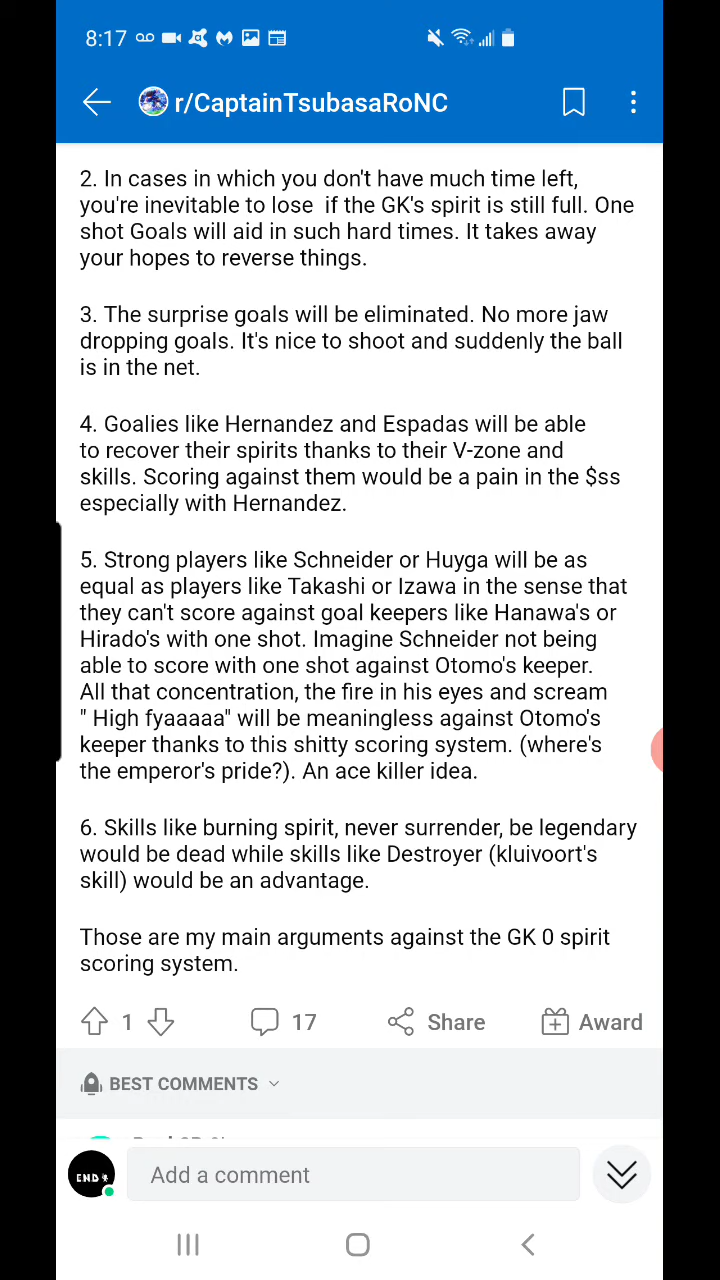 8:17
r/CaptainTsubasaRoNC
2. In cases in which you don't have much time left,
you're inevitable to lose  if the GK's spirit is still full. One
shot Goals will aid in such hard times. It takes away
your hopes to reverse things.
3. The surprise goals will be eliminated. No more jaw
dropping goals. It's nice to shoot and suddenly the ball
is in the net.
4. Goalies like Hernandez and Espadas will be able
to recover their spirits thanks to their V-zone and
skills. Scoring against them would be a pain in the $ss
especially with Hernandez.
5. Strong players like Schneider or Huyga will be as
equal as players like Takashi or Izawa in the sense that
they can't score against goal keepers like Hanawa's or
Hirado's with one shot. Imagine Schneider not being
able to score with one shot against Otomo's keeper.
All that concentration, the fire in his eyes and scream
" High fyaaaaa" will be meaningless against Otomo's
keeper thanks to this shitty scoring system. (where's
the emperor's pride?). An ace killer idea.
6. Skills like burning spirit, never surrender, be legendary
would be dead while skills like Destroyer (kluivoort's
skill) would be an advantage.
Those are my main arguments against the GK 0 spirit
scoring system.
1 17 Share Award
BEST COMMENTS
END
Add a comment